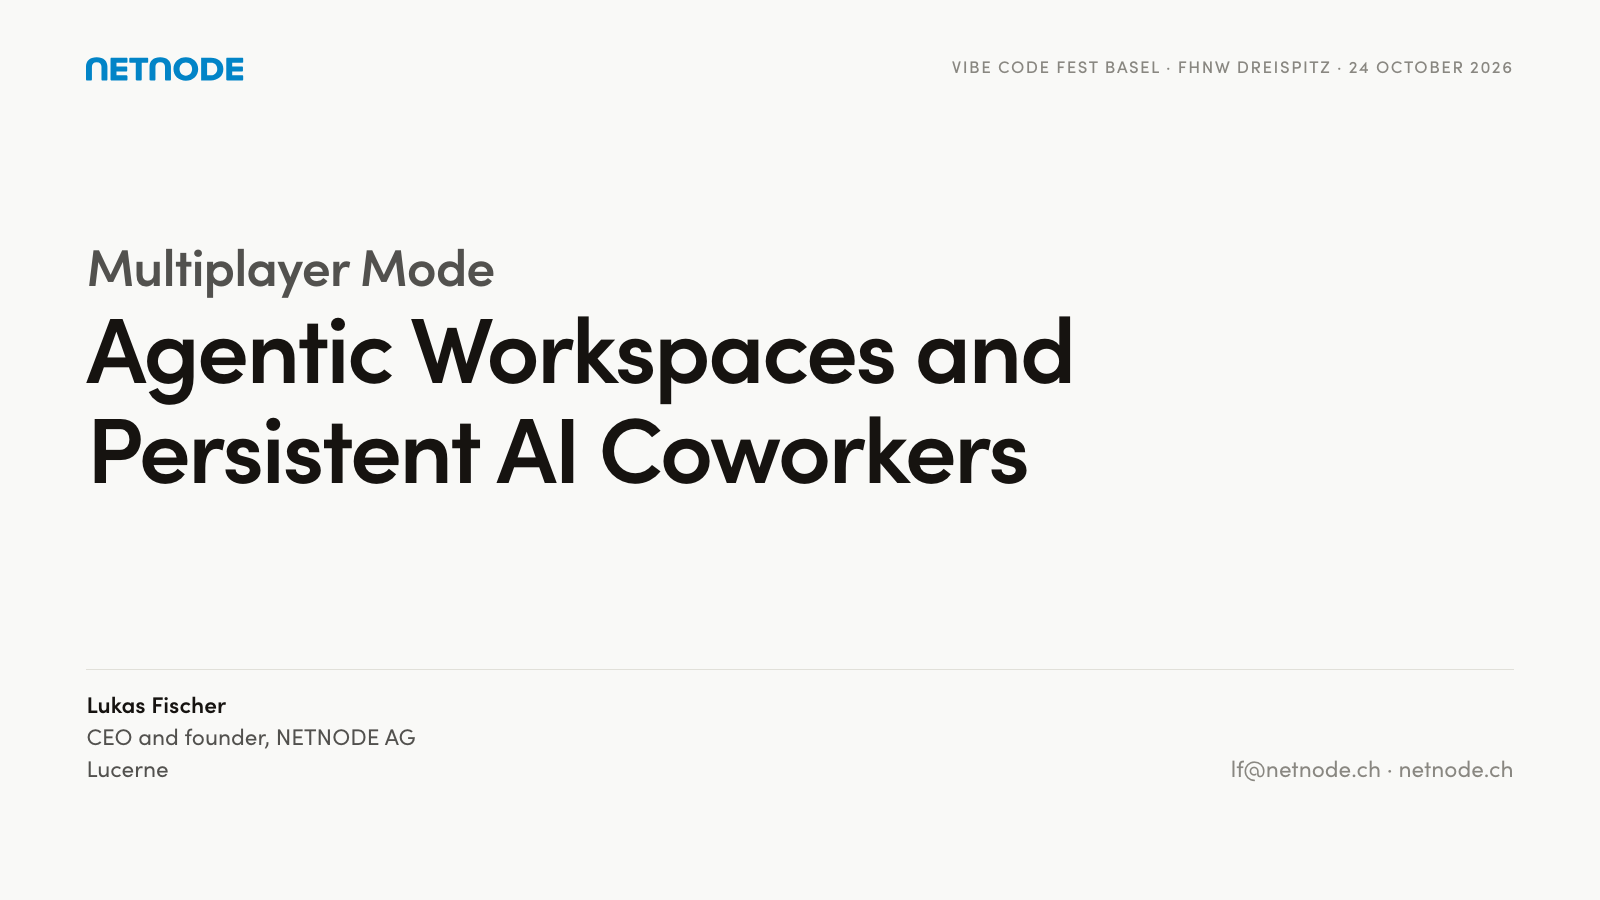 NETNODE
VIBE CODE FEST BASEL · FHNW DREISPITZ · 24 OCTOBER 2026
Multiplayer Mode
Agentic Workspaces and
Persistent AI Coworkers
Lukas Fischer
CEO and founder, NETNODE AG
Lucerne
lf@netnode.ch · netnode.ch